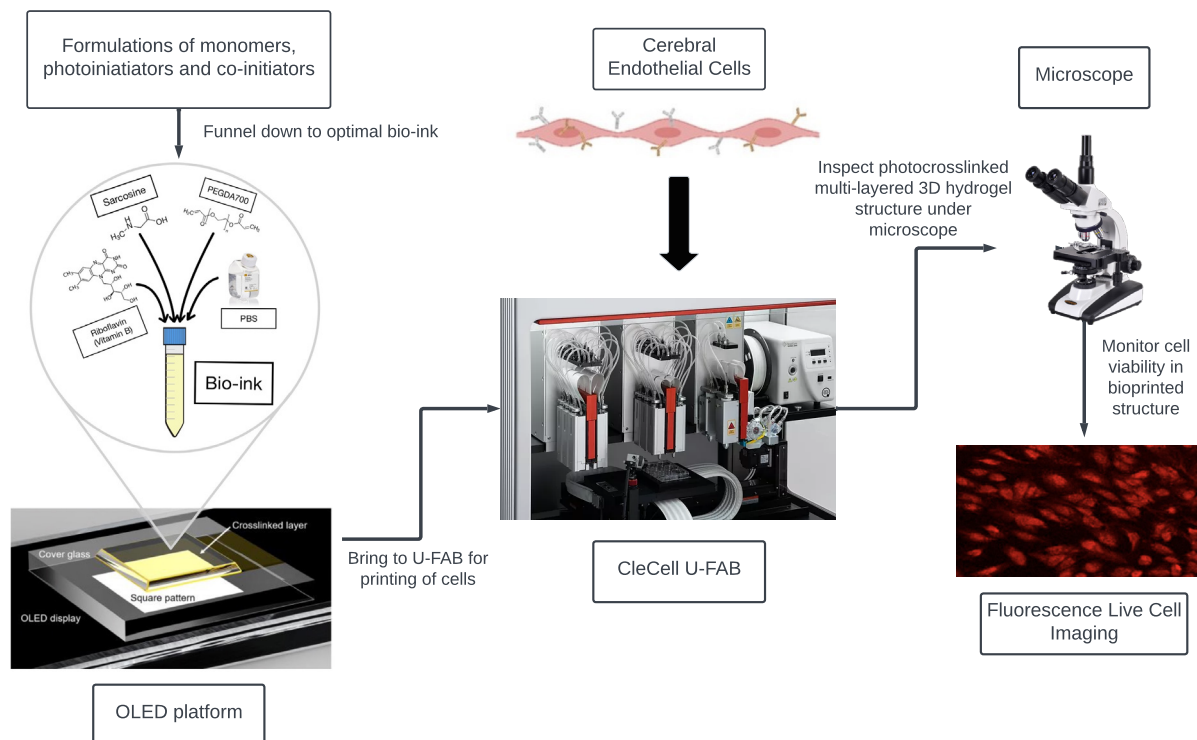 Formulations of monomers,
photoiniatiators and co-initiators
Funnel down to optimal bio-ink
Sarcosine
PEGDA700
Riboflavin
(Vitamin B)
PBS
Bio-ink
Crosslinked layer
Cover glass
Square pattern
OLED display
OLED platform
Bring to U-FAB for
printing of cells
Cerebral
Endothelial Cells
CleCell U-FAB
Inspect photocrosslinked
multi-layered 3D hydrogel
structure under
microscope
Microscope
Monitor cell
viability in
bioprinted
structure
Fluorescence Live Cell
Imaging